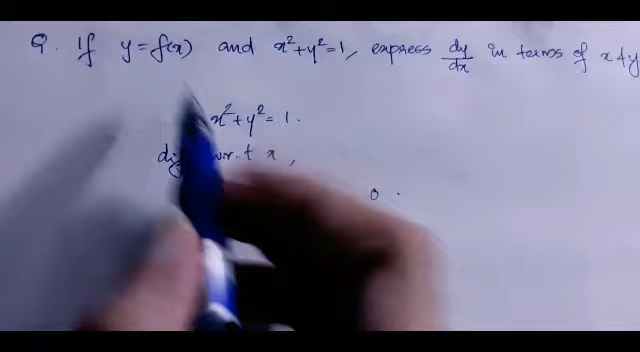 Q. If y = f(x) and x²+y²=1, express dy/dx in terms of x & y
x²+y² = 1.
w.r.t x,
0 .